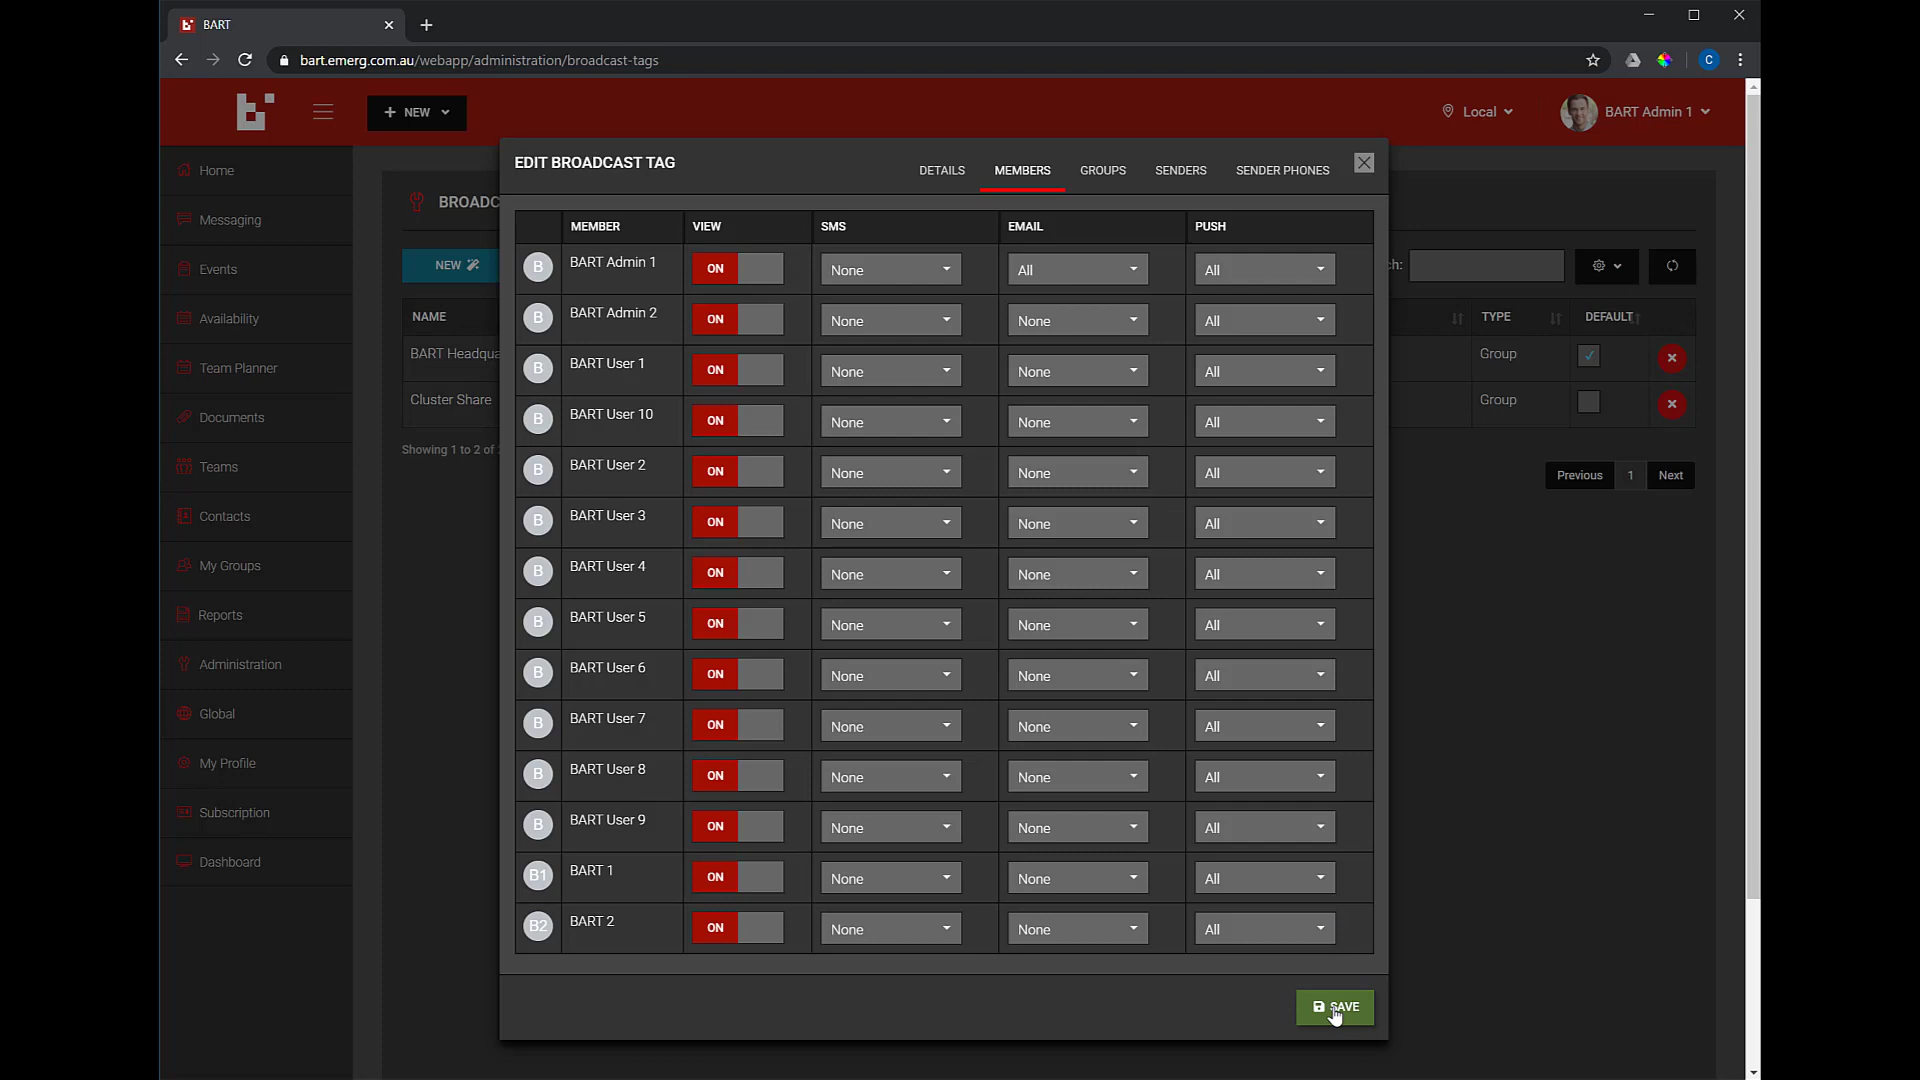 BART
bart.emerg.com.au/webapp/administration/broadcast-tags
C
NEW
Local
BART Admin 1
Home
Messaging
Events
Availability
Team Planner
Documents
Teams
Contacts
My Groups
Reports
Administration
Global
My Profile
Subscription
Dashboard
BROADC
NEW
ch:
NAME
TYPE
DEFAULT
BART Headqua
Group
Cluster Share
Group
Showing 1 to 2 of
Previous 1 Next
EDIT BROADCAST TAG
DETAILS MEMBERS GROUPS SENDERS SENDER PHONES
MEMBER VIEW SMS EMAIL PUSH
B BART Admin 1 ON None All All
B BART Admin 2 ON None None All
B BART User 1 ON None None All
B BART User 10 ON None None All
B BART User 2 ON None None All
B BART User 3 ON None None All
B BART User 4 ON None None All
B BART User 5 ON None None All
B BART User 6 ON None None All
B BART User 7 ON None None All
B BART User 8 ON None None All
B BART User 9 ON None None All
B1 BART 1 ON None None All
B2 BART 2 ON None None All
SAVE